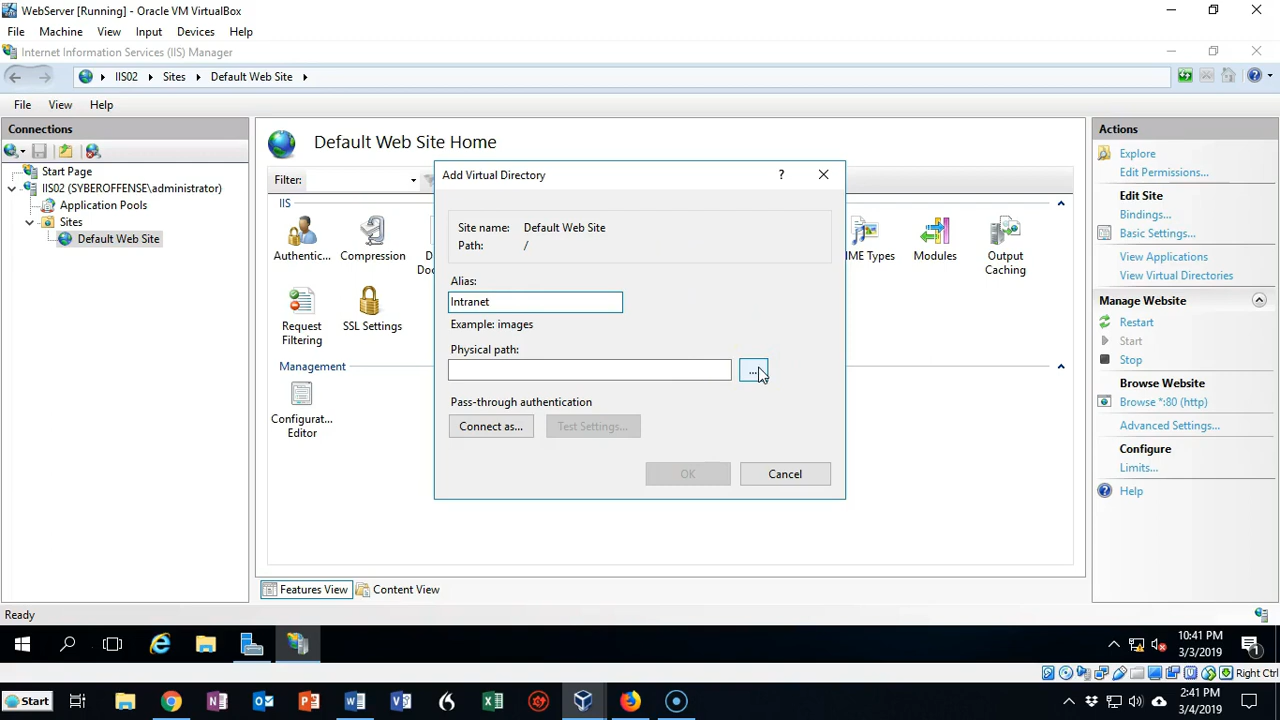 WebServer [Running] - Oracle VM VirtualBox
File Machine View Input Devices Help
Internet Information Services (IIS) Manager
IIS02 Sites Default Web Site
File View Help
Connections
Start Page
IIS02 (SYBEROFFENSE\administrator)
Application Pools
Sites
Default Web Site
Default Web Site Home
Filter:
IIS
Authentic... Compression
MIME Types Modules Output Caching
Request Filtering
SSL Settings
Management
Configurat... Editor
Add Virtual Directory
?
Site name: Default Web Site
Path: /
Alias:
Intranet
Example: images
Physical path:
...
Pass-through authentication
Connect as... Test Settings...
OK Cancel
Features View Content View
Actions
Explore
Edit Permissions...
Edit Site
Bindings...
Basic Settings...
View Applications
View Virtual Directories
Manage Website
Restart
Start
Stop
Browse Website
Browse *:80 (http)
Advanced Settings...
Configure
Limits...
Help
Ready
10:41 PM
3/3/2019
1
Right Ctrl
Start
2:41 PM
3/4/2019